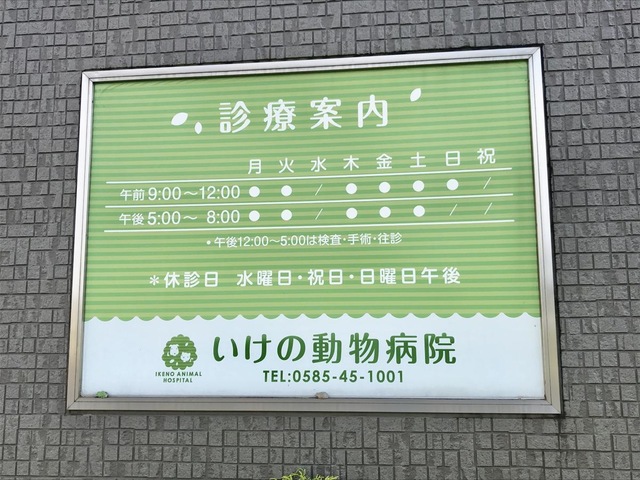 診療案内
月 火 水 木 金 土 日 祝
午前 9:00〜12:00 ● ● / ● ● ● ● /
午後 5:00〜 8:00 ● ● / ● ● ● / /
・午後12:00〜5:00は検査・手術・往診
＊休診日 水曜日・祝日・日曜日午後
いけの動物病院
IKENO ANIMAL
HOSPITAL
TEL:0585-45-1001